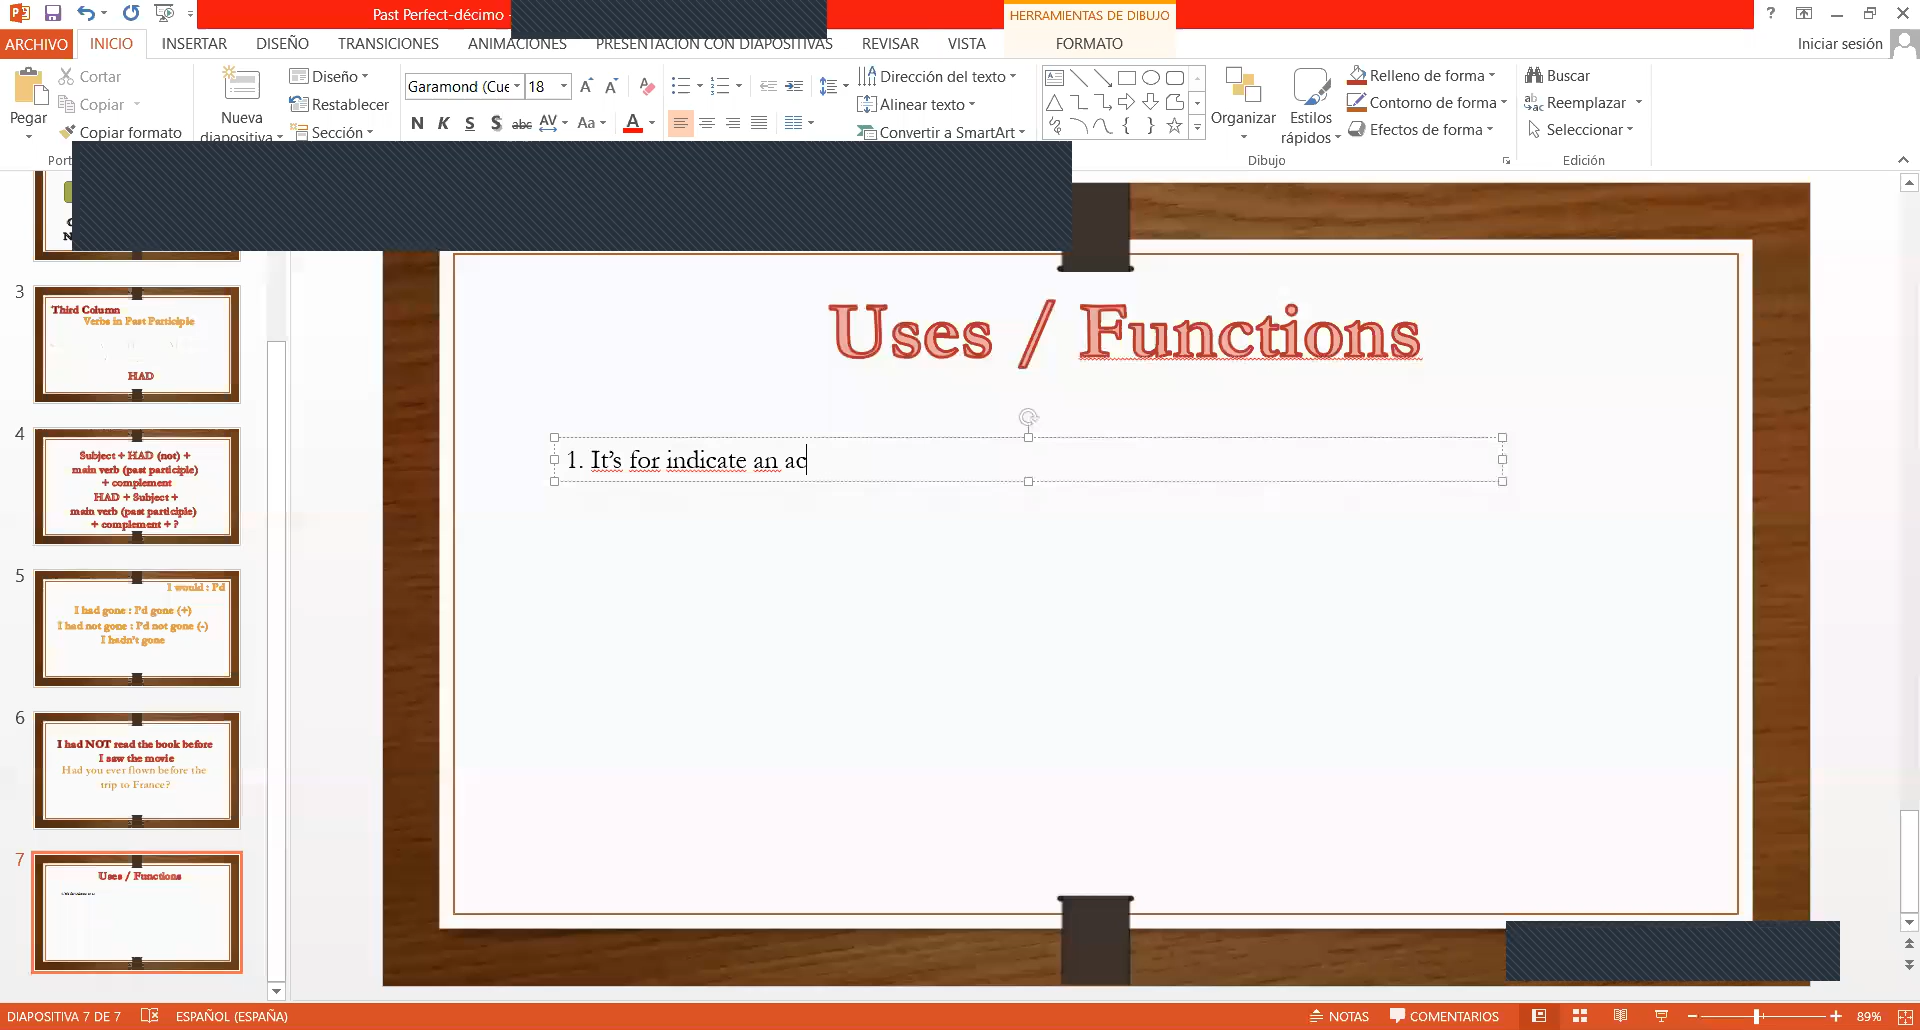 Past Perfect-décimo -
HERRAMIENTAS DE DIBUJO
?
ARCHIVO INICIO INSERTAR DISEÑO TRANSICIONES ANIMACIONES PRESENTACIÓN CON DIAPOSITIVAS REVISAR VISTA FORMATO Iniciar sesión
Pegar
Cortar
Copiar
Copiar formato
Nueva
diapositiva
Diseño
Restablecer
Sección
Garamond (Cue 18
N K S S abc AV Aa A
Dirección del texto
Alinear texto
Convertir a SmartArt
Organizar
Estilos
rápidos
Relleno de forma
Contorno de forma
Efectos de forma
Dibujo
Buscar
Reemplazar
Seleccionar
Edición
3
Third Column
Verbs in Past Participle
HAD
4
Subject + HAD (not) +
main verb (past participle)
+ complement
HAD + Subject +
main verb (past participle)
+ complement + ?
5
I would : I'd
I had gone : I'd gone (+)
I had not gone : I'd not gone (-)
I hadn't gone
6
I had NOT read the book before
I saw the movie
Had you ever flown before the
trip to France?
7
Uses / Functions
Uses / Functions
1. It’s for indicate an ac
DIAPOSITIVA 7 DE 7 ESPAÑOL (ESPAÑA) NOTAS COMENTARIOS 89%